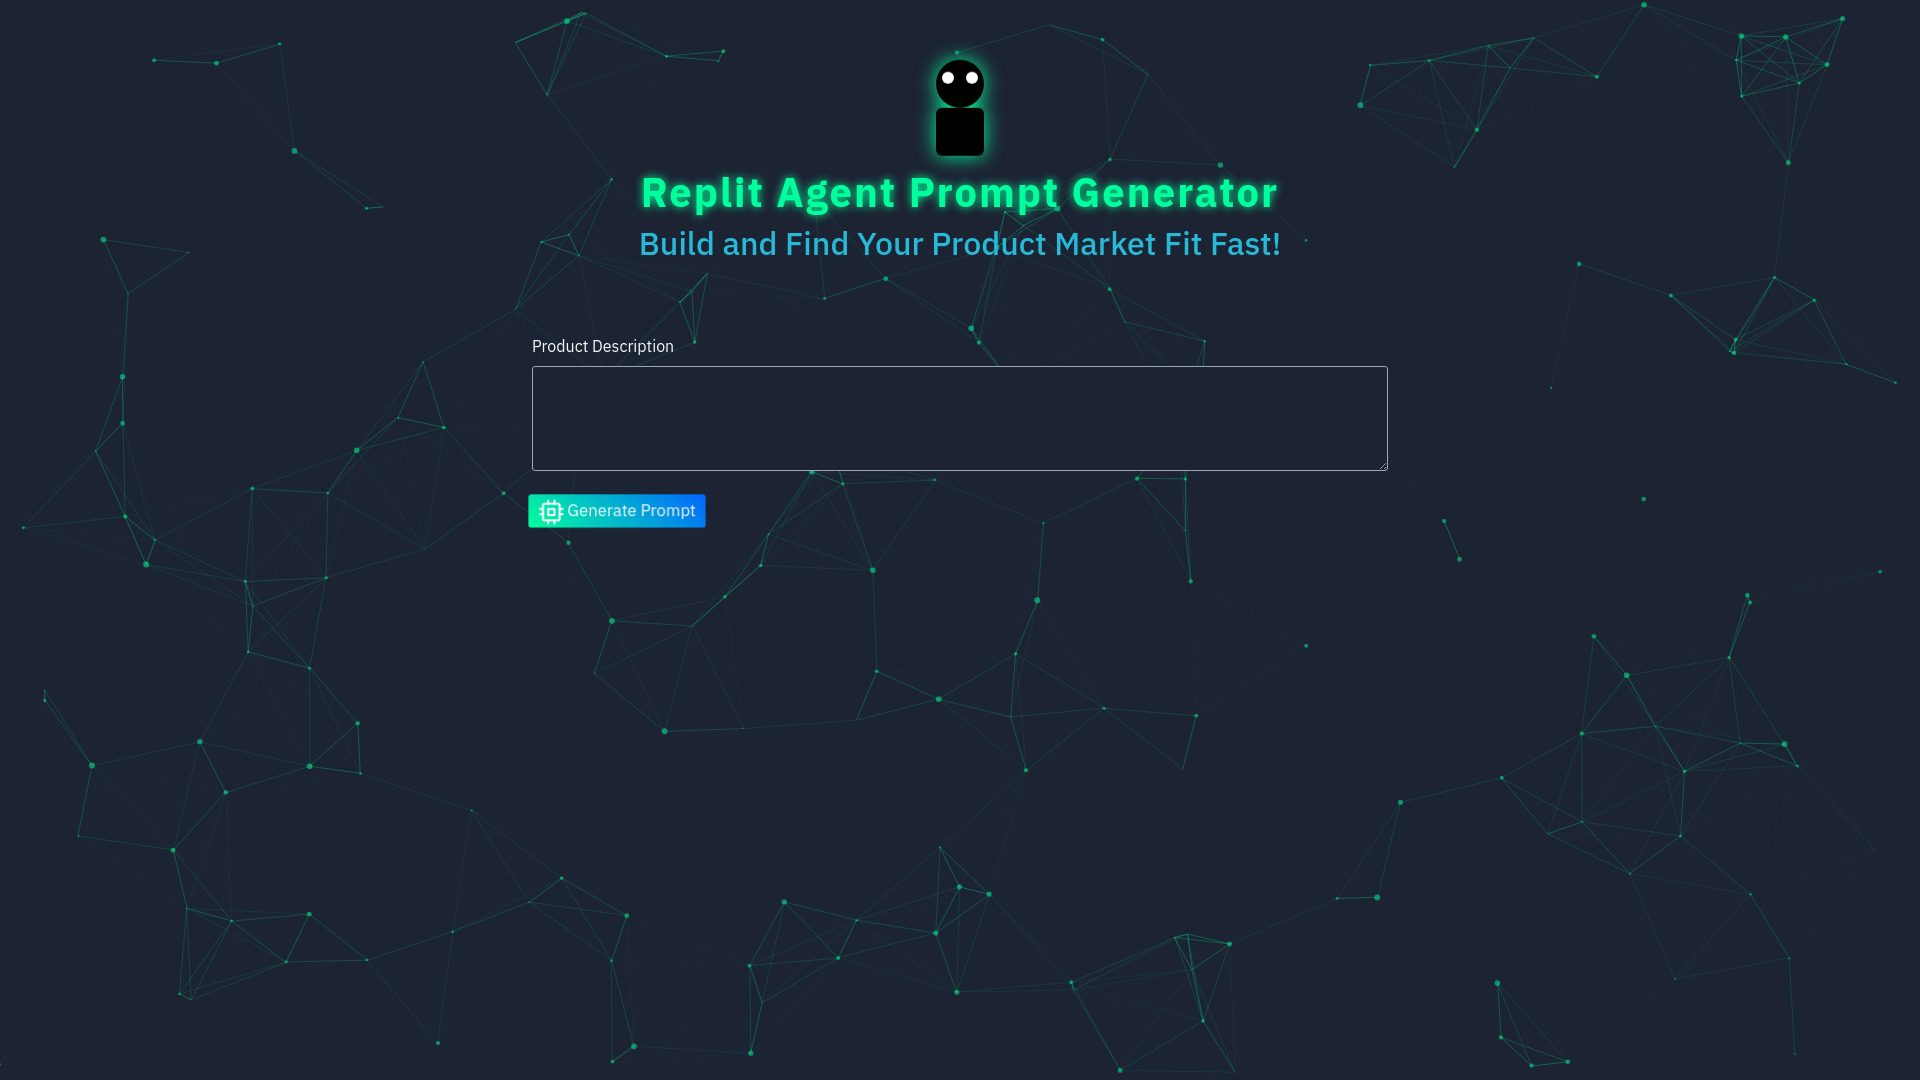 Replit Agent Prompt Generator
Build and Find Your Product Market Fit Fast!
Product Description
Generate Prompt